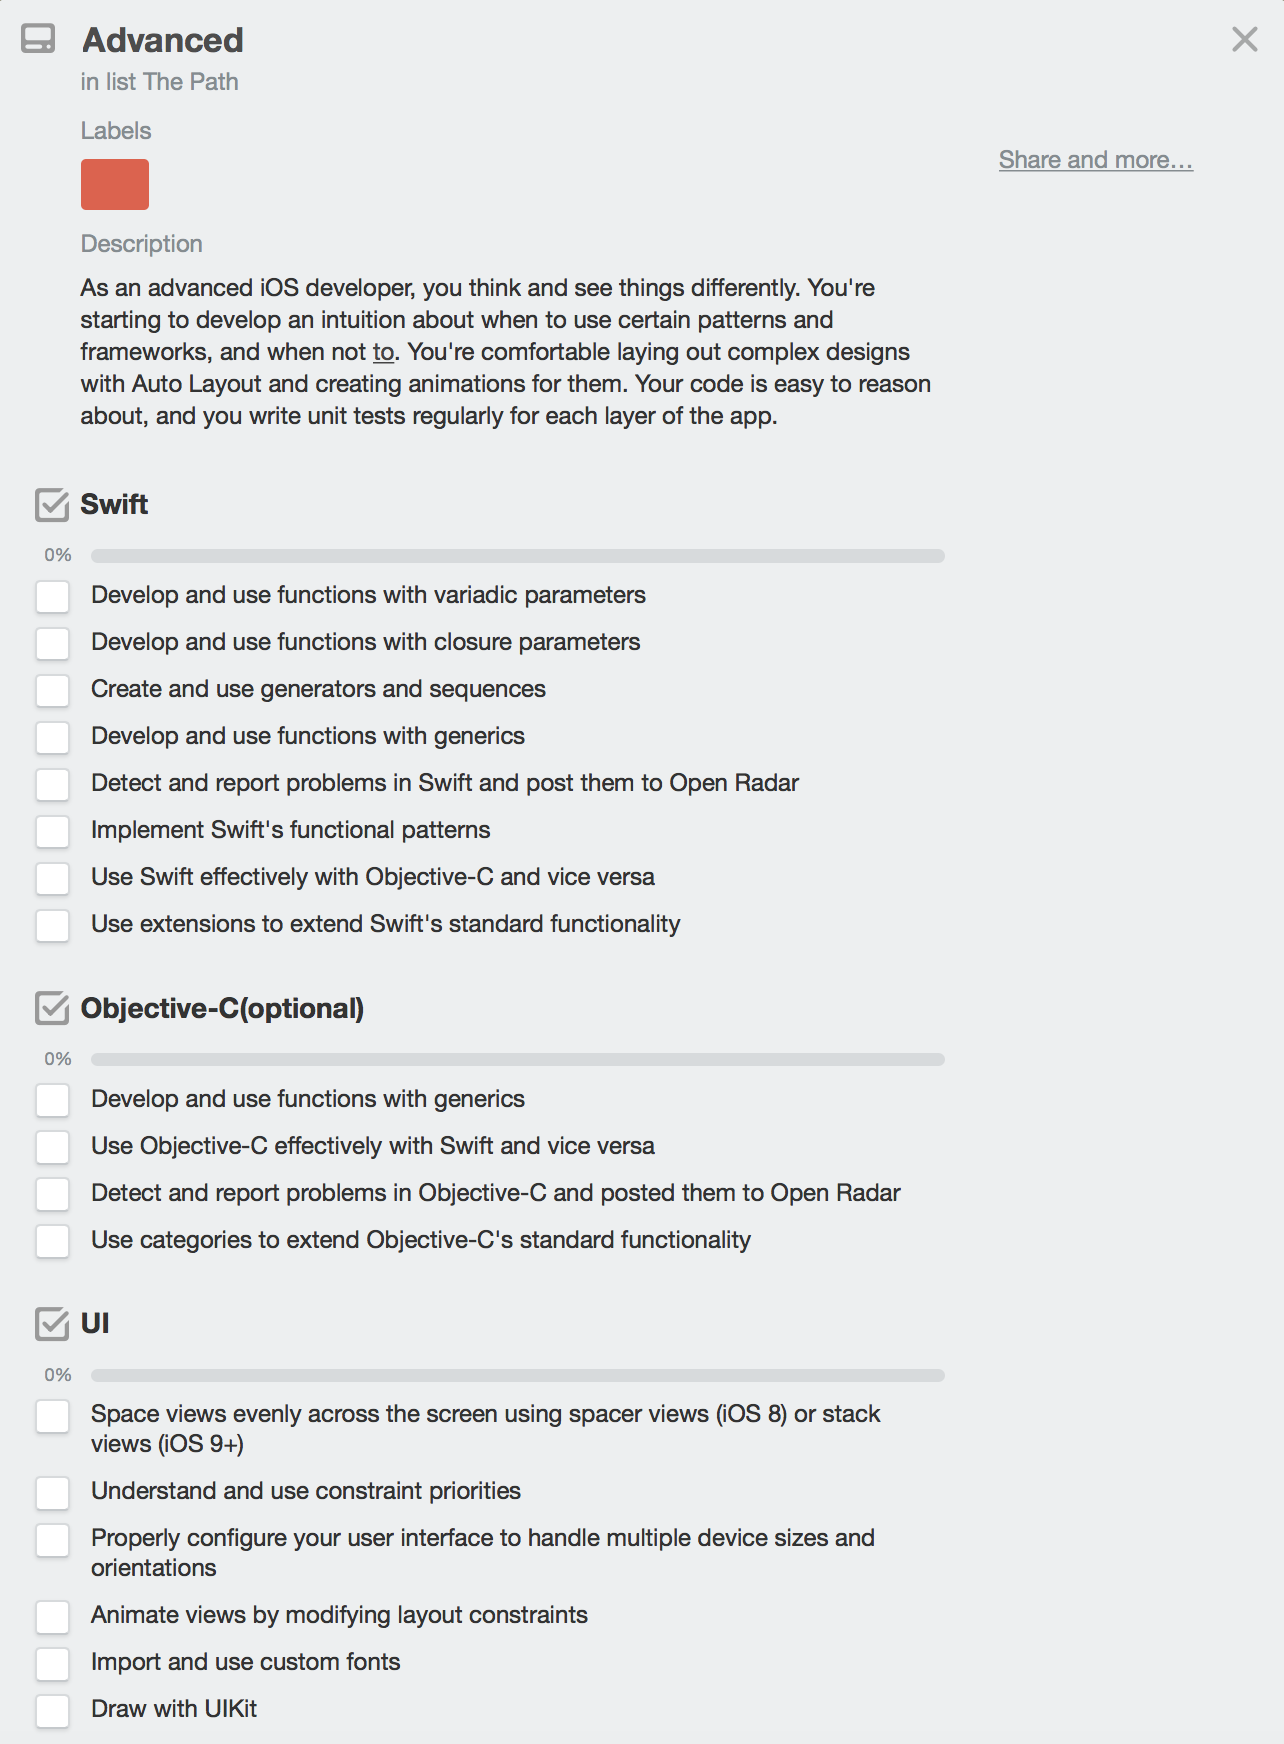 Advanced
in list The Path
Labels
Share and more...
Description
As an advanced iOS developer, you think and see things differently. You're
starting to develop an intuition about when to use certain patterns and
frameworks, and when not to. You're comfortable laying out complex designs
with Auto Layout and creating animations for them. Your code is easy to reason
about, and you write unit tests regularly for each layer of the app.
Swift
0%
Develop and use functions with variadic parameters
Develop and use functions with closure parameters
Create and use generators and sequences
Develop and use functions with generics
Detect and report problems in Swift and post them to Open Radar
Implement Swift's functional patterns
Use Swift effectively with Objective-C and vice versa
Use extensions to extend Swift's standard functionality
Objective-C(optional)
0%
Develop and use functions with generics
Use Objective-C effectively with Swift and vice versa
Detect and report problems in Objective-C and posted them to Open Radar
Use categories to extend Objective-C's standard functionality
UI
0%
Space views evenly across the screen using spacer views (iOS 8) or stack
views (iOS 9+)
Understand and use constraint priorities
Properly configure your user interface to handle multiple device sizes and
orientations
Animate views by modifying layout constraints
Import and use custom fonts
Draw with UIKit